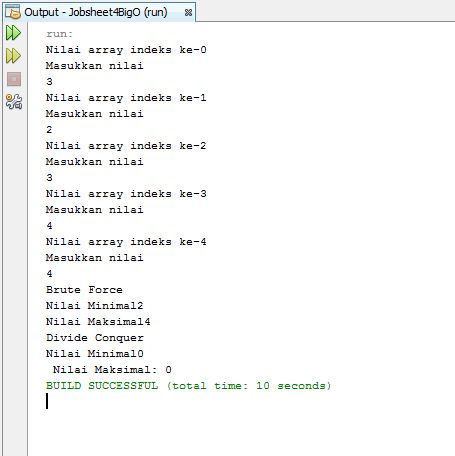 Output - Jobsheet4BigO (run)
run:
Nilai array indeks ke-0
Masukkan nilai
3
Nilai array indeks ke-1
Masukkan nilai
2
Nilai array indeks ke-2
Masukkan nilai
3
Nilai array indeks ke-3
Masukkan nilai
4
Nilai array indeks ke-4
Masukkan nilai
4
Brute Force
Nilai Minimal2
Nilai Maksimal4
Divide Conquer
Nilai Minimal0
 Nilai Maksimal: 0
BUILD SUCCESSFUL (total time: 10 seconds)